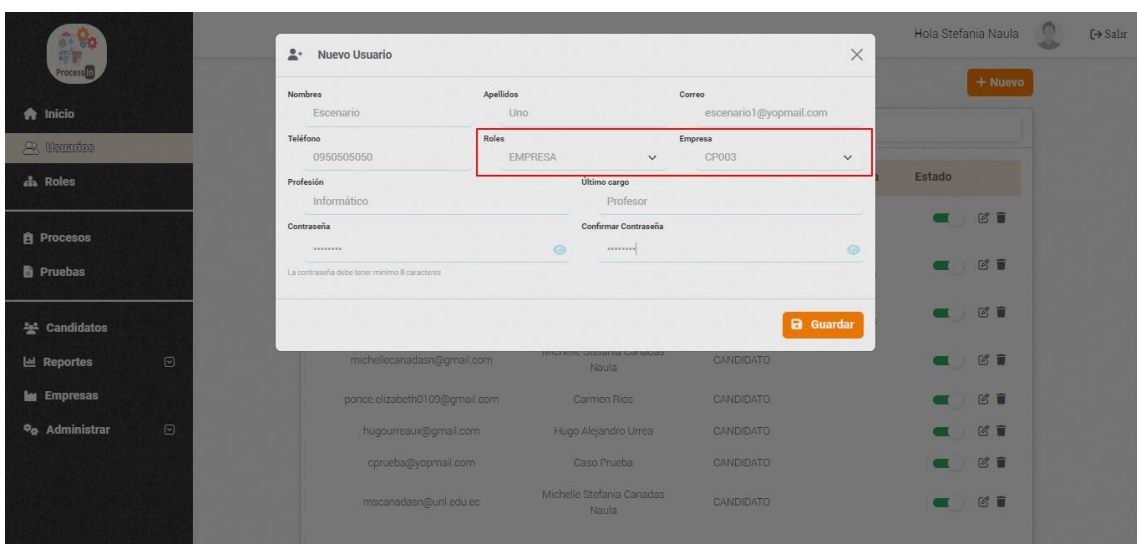 Processin
Inicio
Usuarios
Roles
Procesos
Pruebas
Candidatos
Reportes
Empresas
Administrar
Hola Stefania Naula
Salir
+ Nuevo
Nuevo Usuario
Nombres Apellidos Correo
Escenario Uno escenario1@yopmail.com
Teléfono Roles Empresa
0950505050 EMPRESA CP003
Profesión Último cargo
Informático Profesor
Contraseña Confirmar Contraseña
******** ********
La contraseña debe tener mínimo 8 caracteres
Guardar
Estado
michellecanadasn@gmail.com Michelle Stefania Canadas Naula CANDIDATO
ponce.elizabeth0109@gmail.com Carmen Rios CANDIDATO
hugourreaux@gmail.com Hugo Alejandro Urrea CANDIDATO
cprueba@yopmail.com Caso Prueba CANDIDATO
mscanadasn@unl.edu.ec Michelle Stefania Canadas Naula CANDIDATO